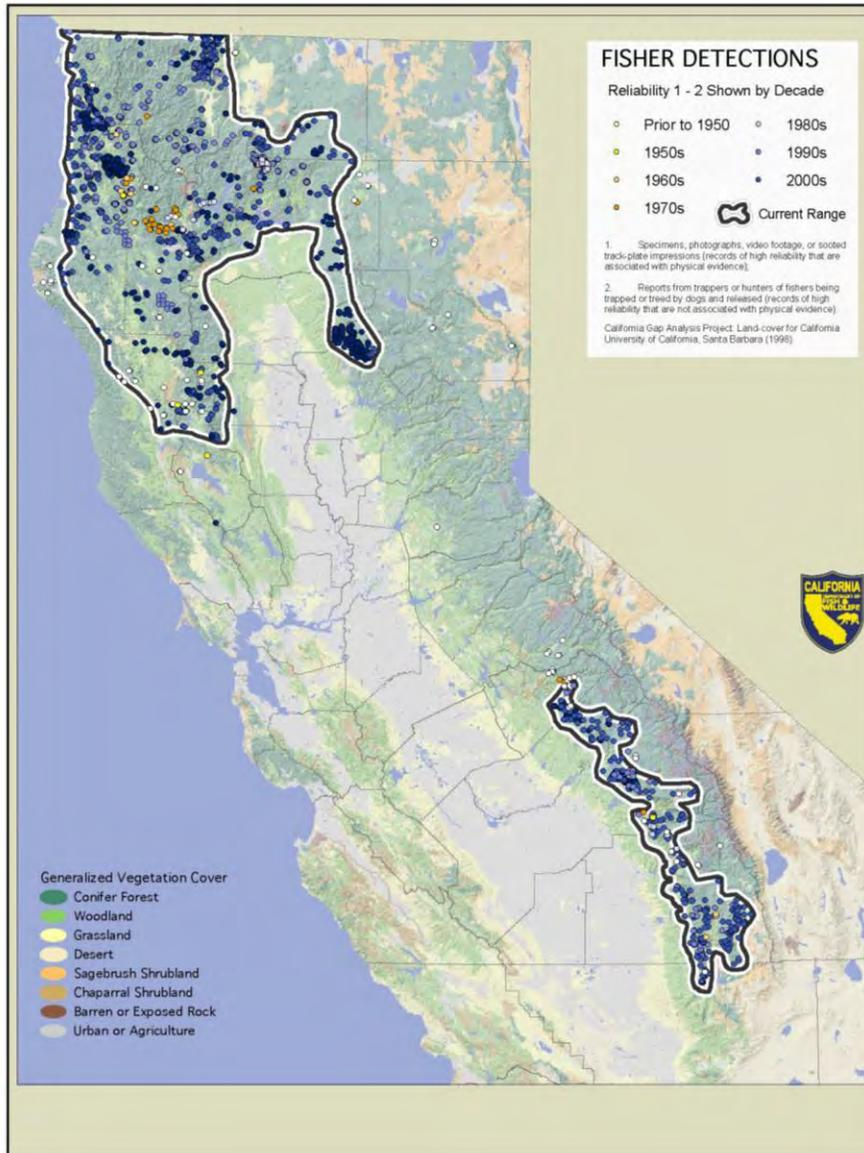 FISHER DETECTIONS
Reliability 1 - 2 Shown by Decade
Prior to 1950
1950s
1960s
1970s
1980s
1990s
2000s
Current Range
1. Specimens, photographs, video footage, or sooted
track-plate impressions (records of high reliability that are
associated with physical evidence);
2. Reports from trappers or hunters of fishers being
trapped or treed by dogs and released (records of high
reliability that are not associated with physical evidence)
California Gap Analysis Project. Land-cover for California
University of California, Santa Barbara (1998)
CALIFORNIA
DEPARTMENT OF
FISH &
WILDLIFE
Generalized Vegetation Cover
Conifer Forest
Woodland
Grassland
Desert
Sagebrush Shrubland
Chaparral Shrubland
Barren or Exposed Rock
Urban or Agriculture